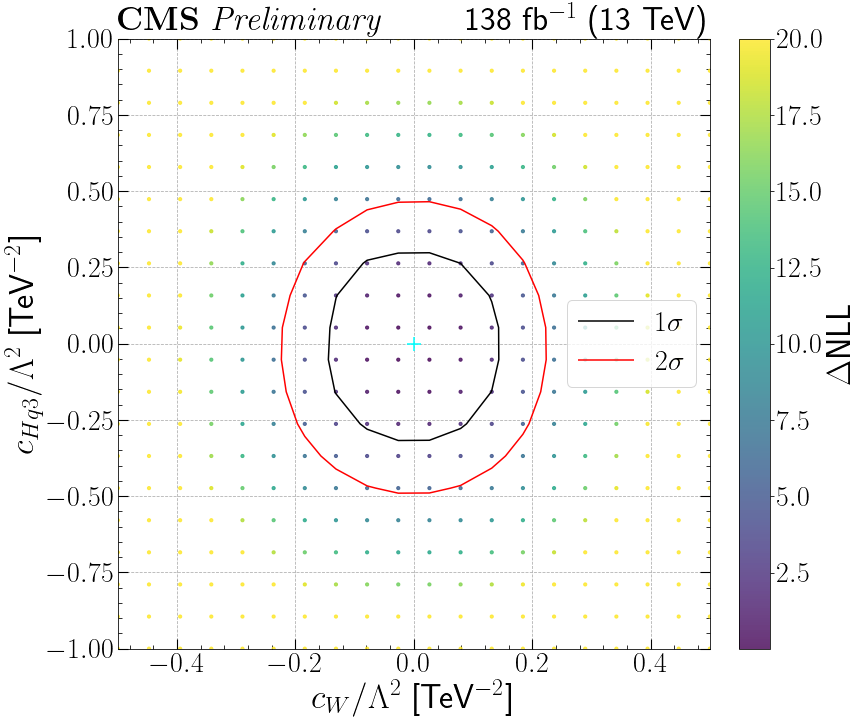 CMS Preliminary 138 fb⁻¹ (13 TeV)
1.00
0.75
0.50
0.25
0.00
−0.25
−0.50
−0.75
−1.00
c_{Hq3}/Λ² [TeV⁻²]
−0.4 −0.2 0.0 0.2 0.4
c_W/Λ² [TeV⁻²]
1σ
2σ
20.0
17.5
15.0
12.5
10.0
7.5
5.0
2.5
ΔNLL